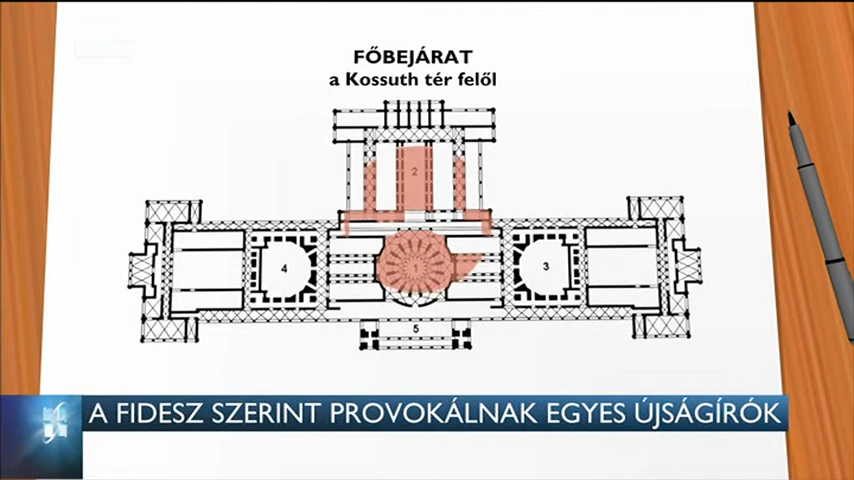 FŐBEJÁRAT
a Kossuth tér felől
2
4
1
3
5
A FIDESZ SZERINT PROVOKÁLNAK EGYES ÚJSÁGÍRÓK